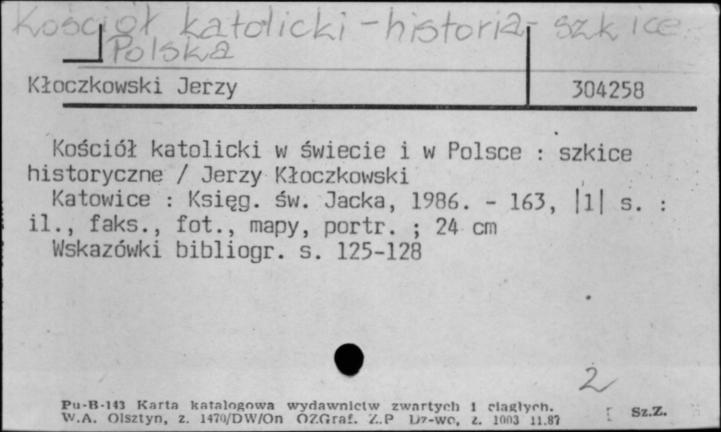 Kościół katolicki - historia - szkice
Polska
Kłoczkowski Jerzy 304258
Kościół katolicki w świecie i w Polsce : szkice
historyczne / Jerzy Kłoczkowski
Katowice : Księg. św. Jacka, 1986. - 163, |1| s. :
il., faks., fot., mapy, portr. ; 24 cm
Wskazówki bibliogr. s. 125-128
2
Pu-B-143 Karta katalogowa wydawnictw zwartych i ciągłych.
W.A. Olsztyn, z. 1470/DW/On OZGraf. Z.P Dz-wo, z. 1003 11.87 Sz.Z.